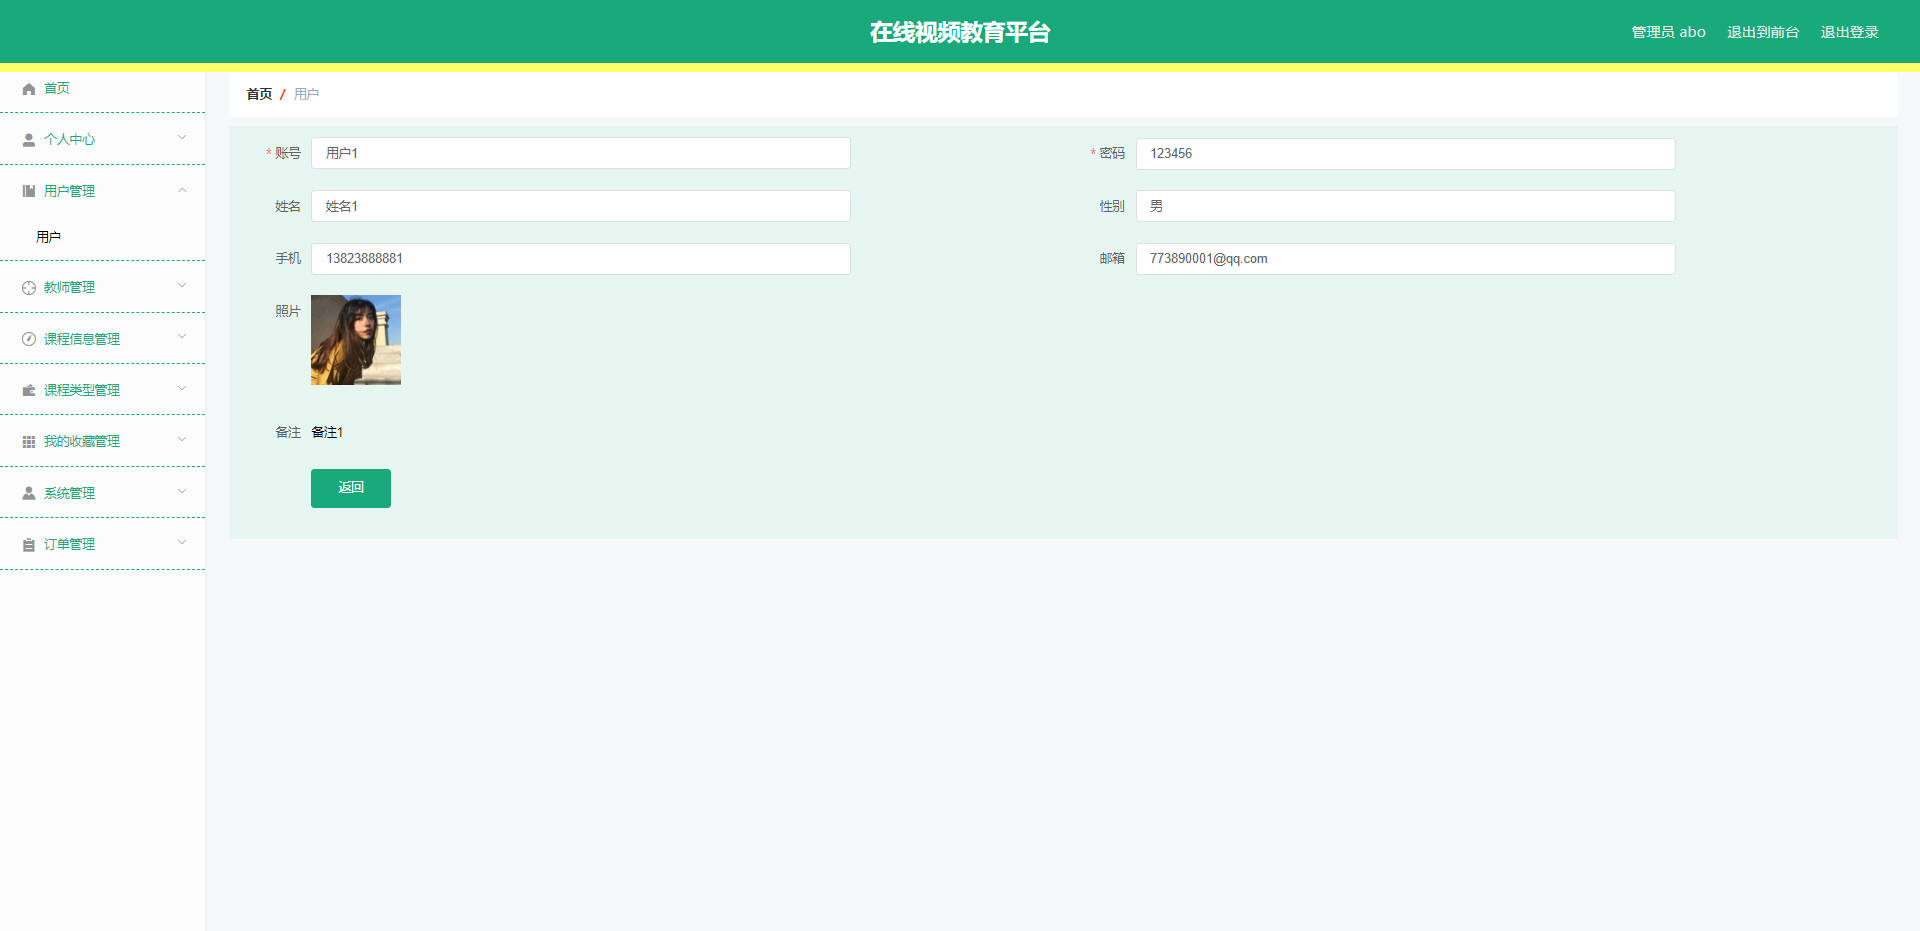 在线视频教育平台
管理员 abo 退出到前台 退出登录
首页
个人中心
用户管理
用户
教师管理
课程信息管理
课程类型管理
我的收藏管理
系统管理
订单管理
首页 / 用户
* 账号 用户1
* 密码 123456
姓名 姓名1
性别 男
手机 13823888881
邮箱 773890001@qq.com
照片
备注 备注1
返回